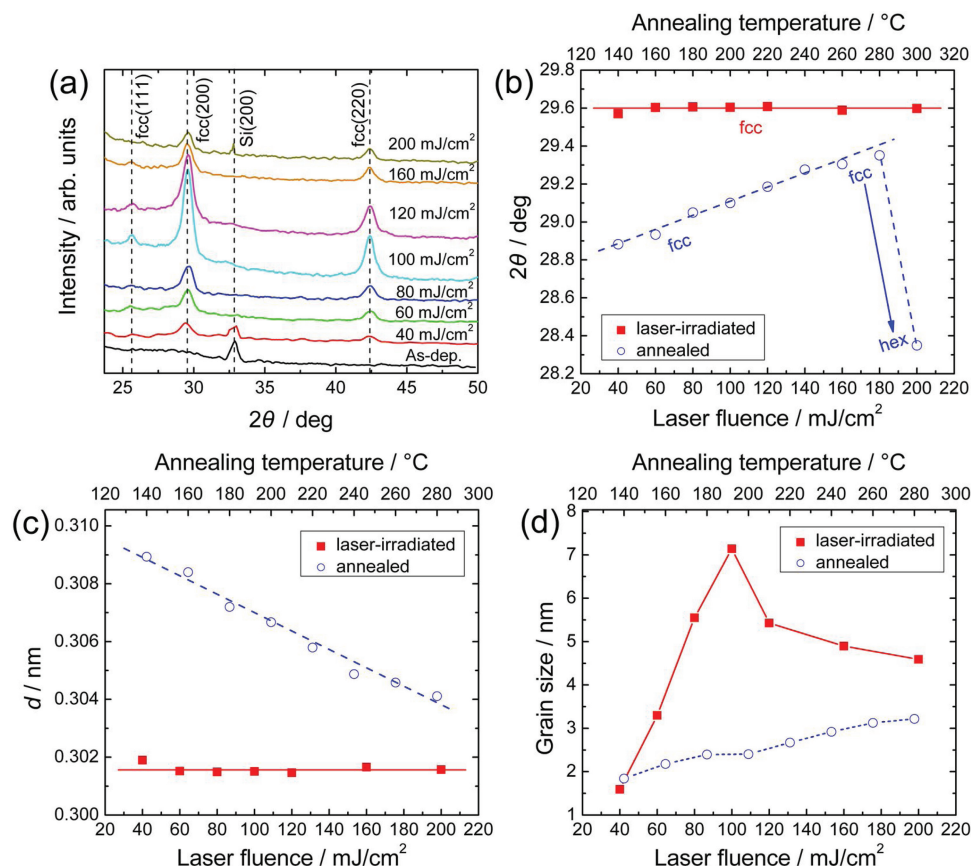 (a)
fcc(111)
fcc(200)
Si(200)
fcc(220)
200 mJ/cm²
160 mJ/cm²
120 mJ/cm²
100 mJ/cm²
80 mJ/cm²
60 mJ/cm²
40 mJ/cm²
As-dep.
Intensity / arb. units
25 30 35 40 45 50
2θ / deg
Annealing temperature / °C
120 140 160 180 200 220 240 260 280 300 320
(b)
29.8
29.6
29.4
29.2
29.0
28.8
28.6
28.4
28.2
2θ / deg
fcc
fcc
fcc
hex
laser-irradiated
annealed
20 40 60 80 100 120 140 160 180 200 220
Laser fluence / mJ/cm²
Annealing temperature / °C
120 140 160 180 200 220 240 260 280 300
(c)
0.310
0.308
0.306
0.304
0.302
0.300
d / nm
laser-irradiated
annealed
20 40 60 80 100 120 140 160 180 200 220
Laser fluence / mJ/cm²
Annealing temperature / °C
120 140 160 180 200 220 240 260 280 300
(d)
8
7
6
5
4
3
2
1
Grain size / nm
laser-irradiated
annealed
20 40 60 80 100 120 140 160 180 200 220
Laser fluence / mJ/cm²